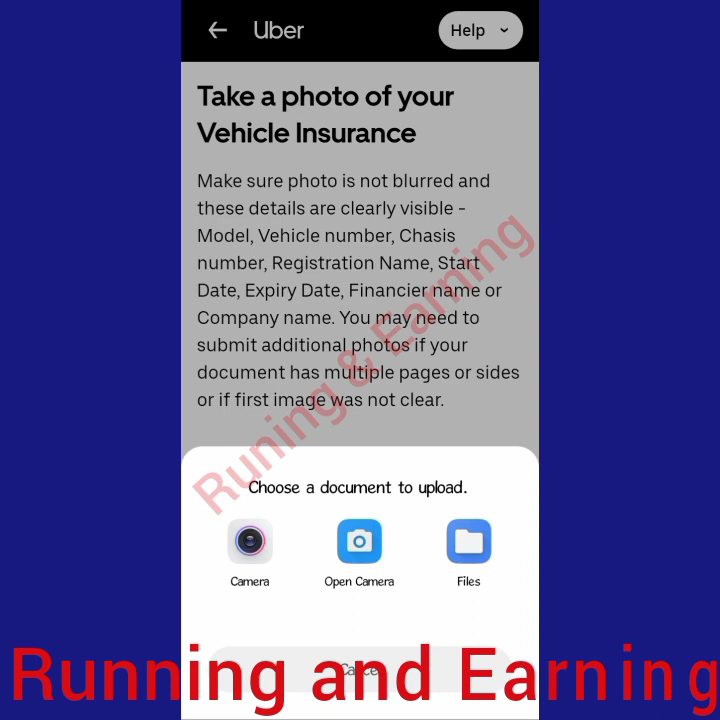 Uber
Help
Take a photo of your
Vehicle Insurance
Make sure photo is not blurred and
these details are clearly visible -
Model, Vehicle number, Chasis
number, Registration Name, Start
Date, Expiry Date, Financier name or
Company name. You may need to
submit additional photos if your
document has multiple pages or sides
or if first image was not clear.
Runing & Earning
Choose a document to upload.
Camera
Open Camera
Files
Cancel
Running and Earning